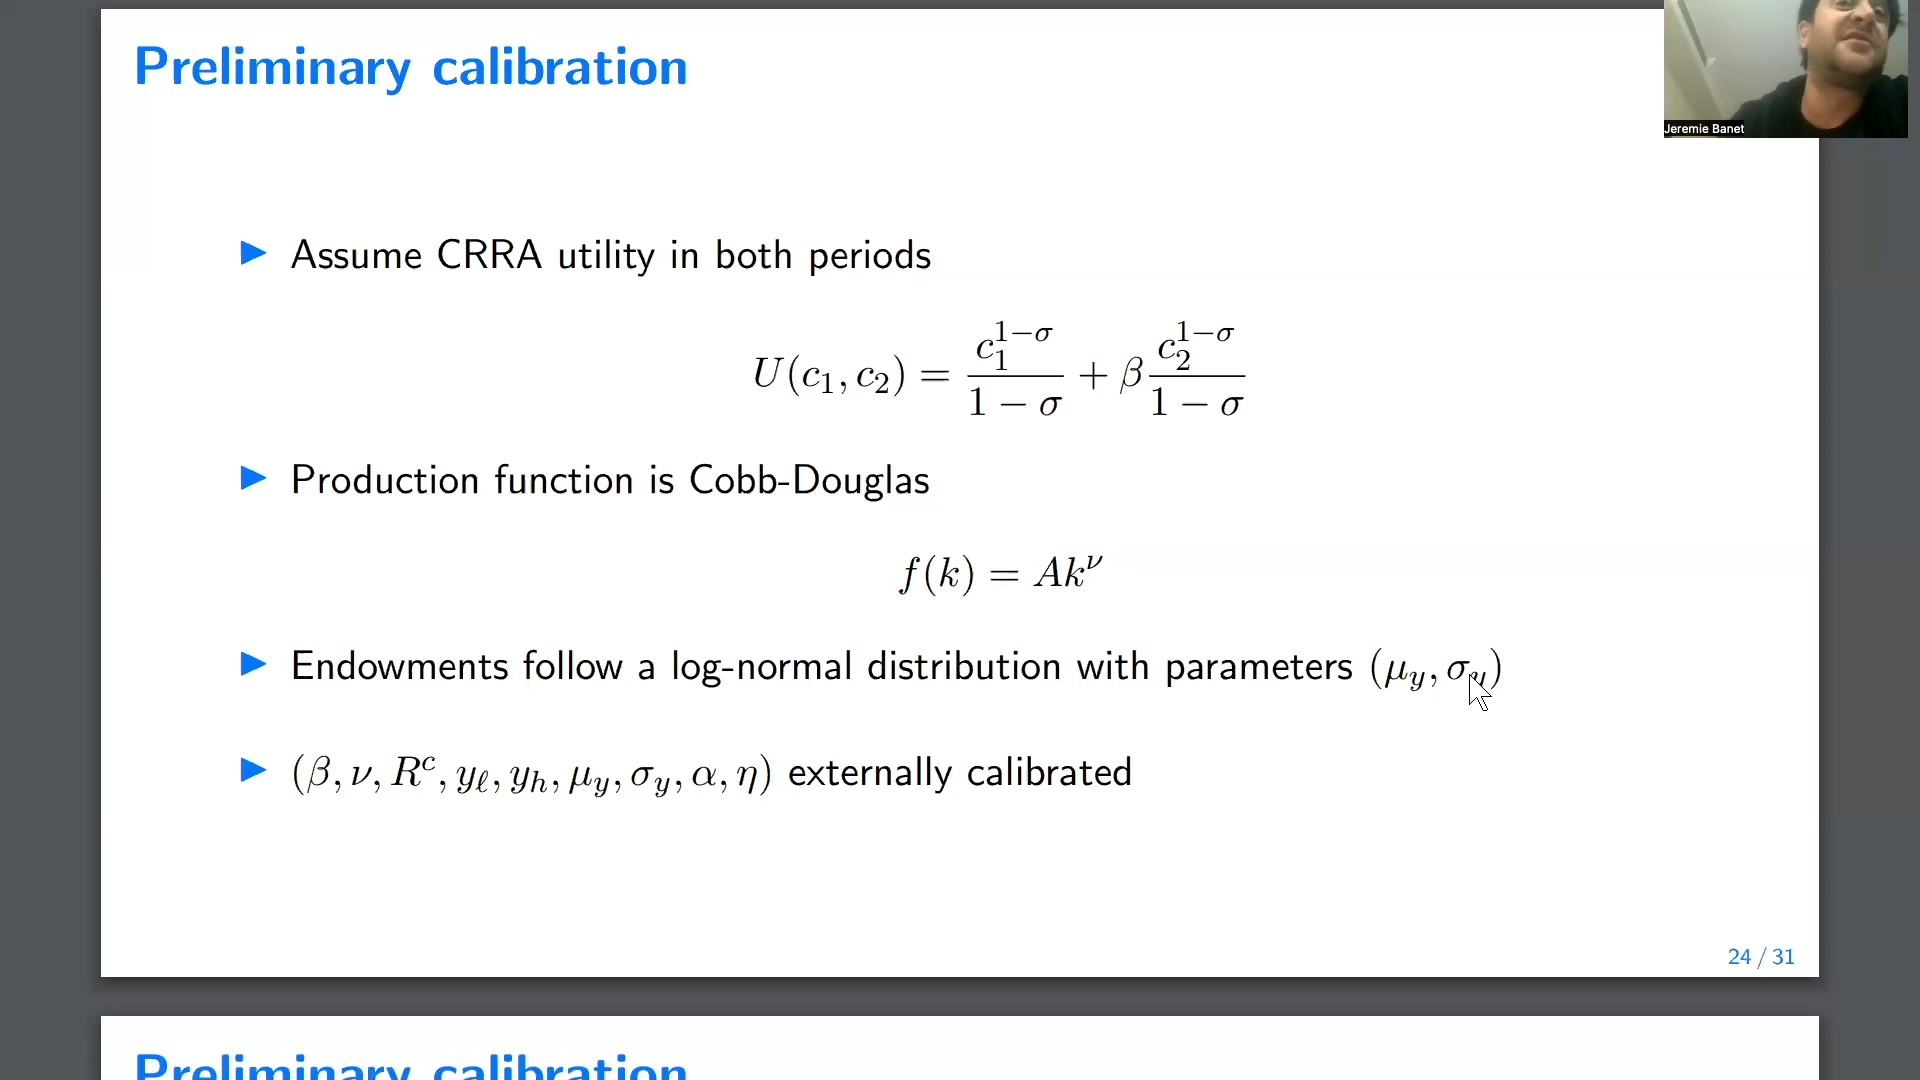 Preliminary calibration
Jeremie Banet
▶ Assume CRRA utility in both periods
U(c₁, c₂) = c₁^{1−σ}/(1 − σ) + β c₂^{1−σ}/(1 − σ)
▶ Production function is Cobb-Douglas
f(k) = Ak^ν
▶ Endowments follow a log-normal distribution with parameters (μ_y, σ_y)
▶ (β, ν, R^c, y_ℓ, y_h, μ_y, σ_y, α, η) externally calibrated
24 / 31
Preliminary calibration